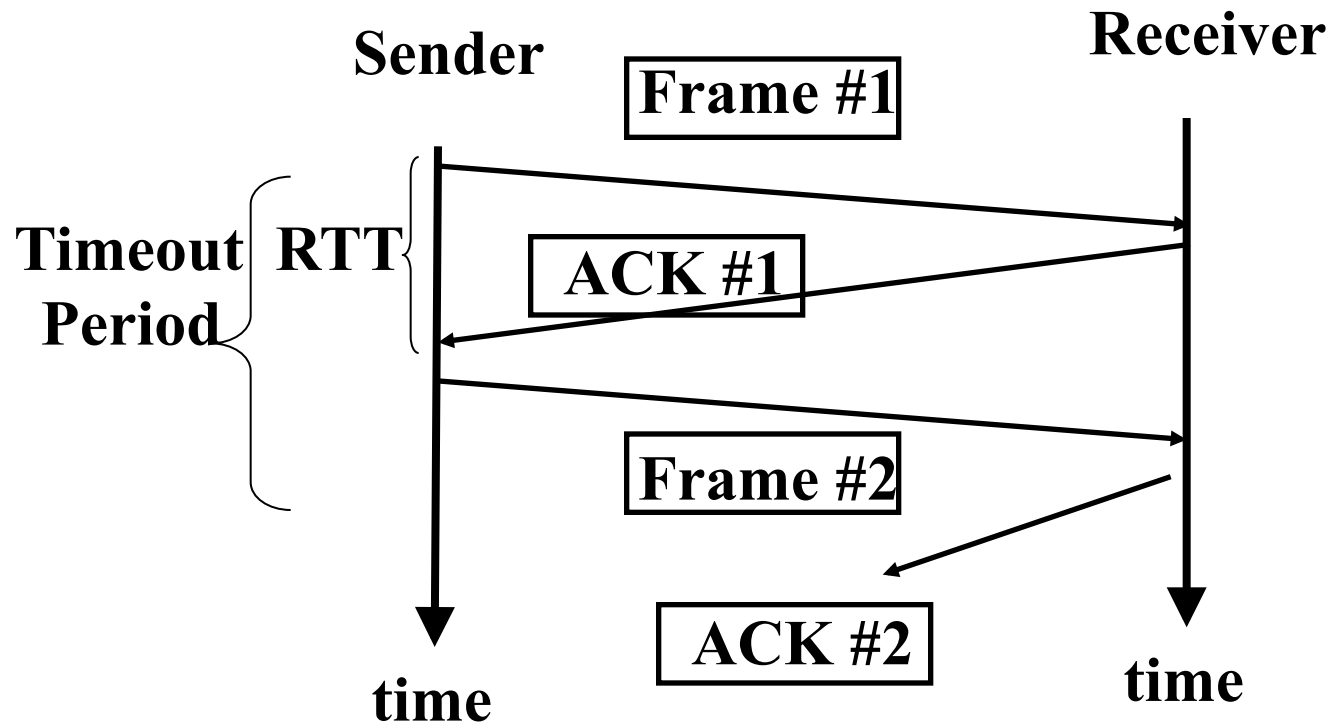 Sender
Receiver
Frame #1
Timeout
Period
RTT
ACK #1
Frame #2
ACK #2
time
time